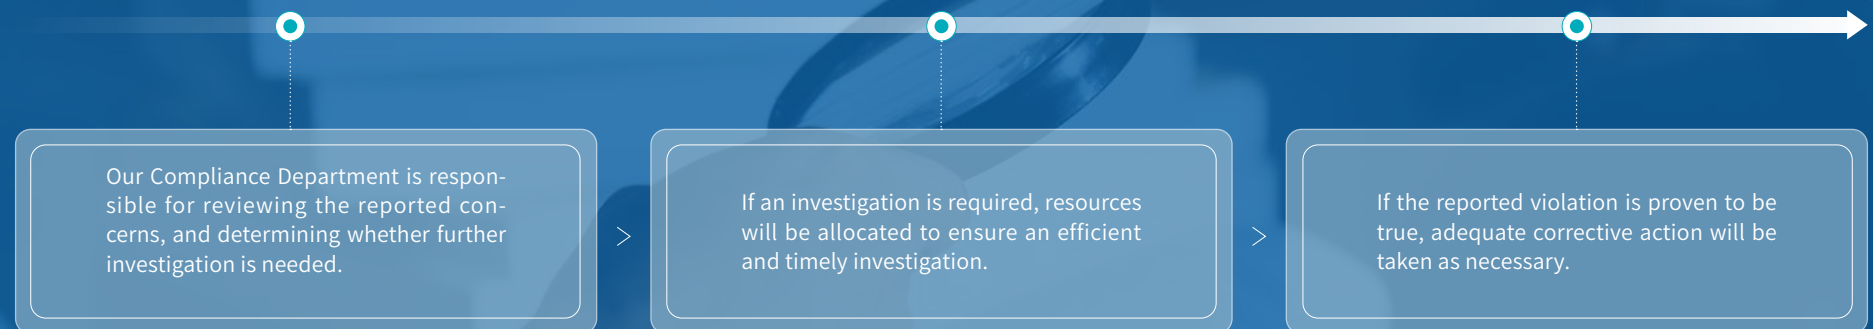 Our Compliance Department is respon-
sible for reviewing the reported con-
cerns, and determining whether further
investigation is needed.
If an investigation is required, resources
will be allocated to ensure an efficient
and timely investigation.
If the reported violation is proven to be
true, adequate corrective action will be
taken as necessary.